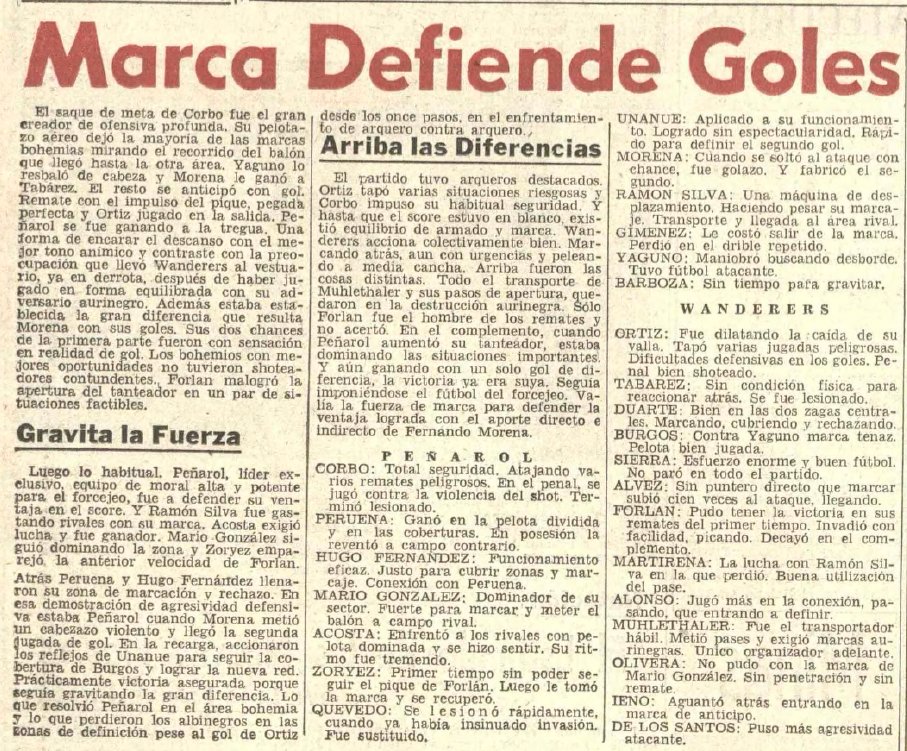 Marca Defiende Goles
El saque de meta de Corbo fue el gran
creador de ofensiva profunda. Su pelota-
zo aéreo dejó la mayoría de las marcas
bohemias mirando el recorrido del balón
que llegó hasta la otra área. Yaguno lo
resbaló de cabeza y Morena le ganó a
Tabárez. El resto se anticipó con gol.
Remate con el impulso del pique, pegada
perfecta y Ortiz jugado en la salida. Pe-
ñarol se fue ganando a la tregua. Una
forma de encarar el descanso con el me-
jor tono anímico y contraste con la preo-
cupación que llevó Wanderers al vestua-
rio, ya en derrota, después de haber ju-
gado en forma equilibrada con su ad-
versario aurinegro. Además estaba esta-
blecida la gran diferencia que resulta
Morena con sus goles. Sus dos chances
de la primera parte fueron con sensación
en realidad de gol. Los bohemios con me-
jores oportunidades no tuvieron shotea-
dores contundentes. Forlan malogró la
apertura del tanteador en un par de si-
tuaciones factibles.
Gravita la Fuerza
Luego lo habitual. Peñarol, líder ex-
clusivo, equipo de moral alta y potente
para el forcejeo, fue a defender su ven-
taja en el score. Y Ramón Silva fue gas-
tando rivales con su marca. Acosta exigió
lucha y fue ganador. Mario González si-
guió dominando la zona y Zoryez empa-
rejó la anterior velocidad de Forlan.
Atrás Peruena y Hugo Fernández llena-
ron su zona de marcación y rechazo. En
esa demostración de agresividad defensi-
va estaba Peñarol cuando Morena metió
un cabezazo violento y llegó la segunda
jugada de gol. En la recarga, accionaron
los reflejos de Unanue para seguir la co-
bertura de Burgos y lograr la nueva red.
Prácticamente victoria asegurada porque
seguía gravitando la gran diferencia. Lo
que resolvió Peñarol en el área bohemia
y lo que perdieron los albinegros en las
zonas de definición pese al gol de Ortiz
desde los once pasos, en el enfrentamien-
to de arquero contra arquero.
Arriba las Diferencias
El partido tuvo arqueros destacados.
Ortiz tapó varias situaciones riesgosas y
Corbo impuso su habitual seguridad. Y
hasta que el score estuvo en blanco, exis-
tió equilibrio de armado y marca. Wan-
derers acciona colectivamente bien. Mar-
cando atrás, aun con urgencias y pelean-
do a media cancha. Arriba fueron las
cosas distintas. Todo el transporte de
Muhlethaler y sus pasos de apertura, que-
daron en la destrucción aurinegra. Sólo
Forlan fue el hombre de los remates y
no acertó. En el complemento, cuando
Peñarol aumentó su tanteador, estaba
dominando las situaciones importantes.
Y aún ganando con un solo gol de di-
ferencia, la victoria ya era suya. Seguía
imponiéndose el fútbol del forcejeo. Va-
lía la fuerza de marca para defender la
ventaja lograda con el aporte directo e
indirecto de Fernando Morena.
PEÑAROL
CORBO: Total seguridad. Atajando va-
rios remates peligrosos. En el penal, se
jugó contra la violencia del shot. Ter-
minó lesionado.
PERUENA: Ganó en la pelota dividida
y en las coberturas. En posesión la
reventó a campo contrario.
HUGO FERNANDEZ: Funcionamiento
eficaz. Justo para cubrir zonas y mar-
caje. Conexión con Peruena.
MARIO GONZALEZ: Dominador de su
sector. Fuerte para marcar y meter el
balón a campo rival.
ACOSTA: Enfrentó a los rivales con pe-
lota dominada y se hizo sentir. Su rit-
mo fue tremendo.
ZORYEZ: Primer tiempo sin poder se-
guir el pique de Forlán. Luego le tomó
la marca y se recuperó.
QUEVEDO: Se lesionó rápidamente,
cuando ya había insinuado invasión.
Fue sustituido.
UNANUE: Aplicado a su funcionamien-
to. Logrado sin espectacularidad. Rápi-
do para definir el segundo gol.
MORENA: Cuando se soltó al ataque con
chance, fue golazo. Y fabricó el se-
gundo.
RAMON SILVA: Una máquina de des-
plazamiento. Haciendo pesar su marca-
je. Transporte y llegada al área rival.
GIMENEZ: Le costó salir de la marca.
Perdió en el drible repetido.
YAGUNO: Maniobró buscando desborde.
Tuvo fútbol atacante.
BARBOZA: Sin tiempo para gravitar.
WANDERERS
ORTIZ: Fue dilatando la caída de su
valla. Tapó varias jugadas peligrosas.
Dificultades defensivas en los goles. Pe-
nal bien shoteado.
TABAREZ: Sin condición física para
reaccionar atrás. Se fue lesionado.
DUARTE: Bien en las dos zagas centra-
les. Marcando, cubriendo y rechazando.
BURGOS: Contra Yaguno marca tenaz.
Pelota bien jugada.
SIERRA: Esfuerzo enorme y buen fútbol.
No paró en todo el partido.
ALVEZ: Sin puntero directo que marcar
subió cien veces al ataque, llegando.
FORLAN: Pudo tener la victoria en sus
remates del primer tiempo. Invadió con
facilidad, picando. Decayó en el com-
plemento.
MARTIRENA: La lucha con Ramón Sil-
va en la que perdió. Buena utilización
del pase.
ALONSO: Jugó más en la conexión, pa-
sando, que entrando a definir.
MUHLETHALER: Fue el transportador
hábil. Metió pases y exigió marcas au-
rinegras. Unico organizador adelante.
OLIVERA: No pudo con la marca de
Mario González. Sin penetración y sin
remate.
IENO: Aguantó atrás entrando en la
marca de anticipo.
DE LOS SANTOS: Puso más agresividad
atacante.